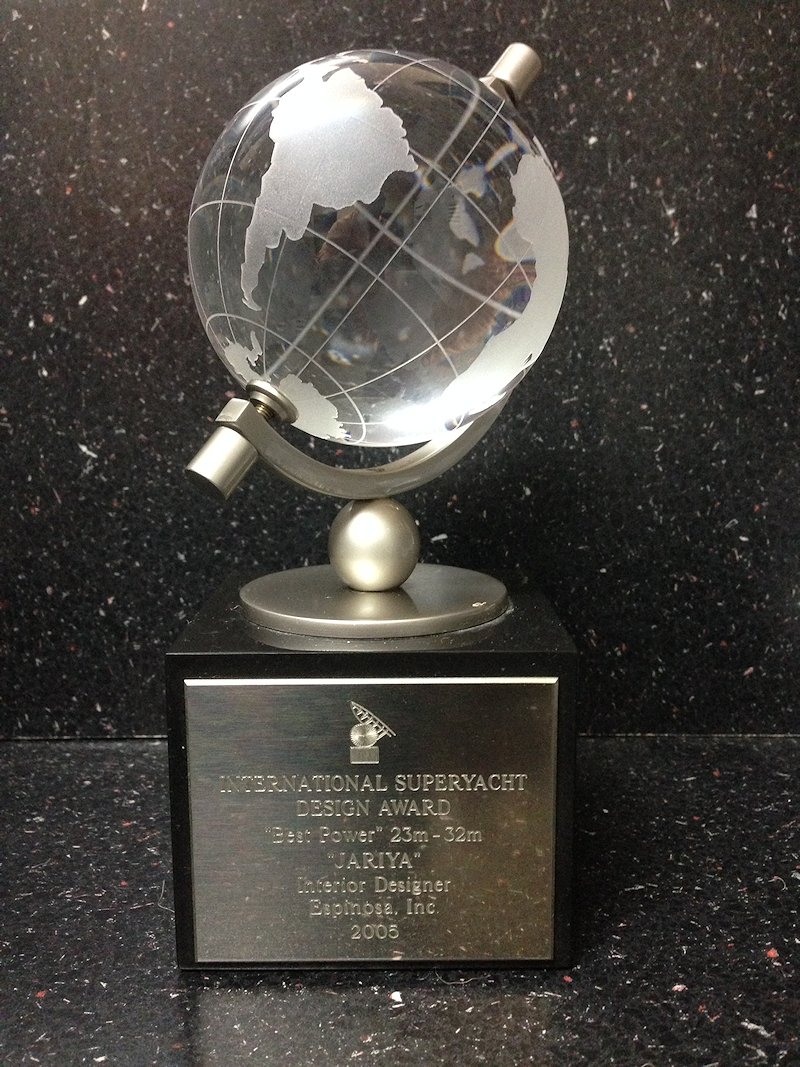 INTERNATIONAL SUPERYACHT
DESIGN AWARD
"Best Power" 23m-32m
"JARIYA"
Interior Designer
Espinosa, Inc.
2005